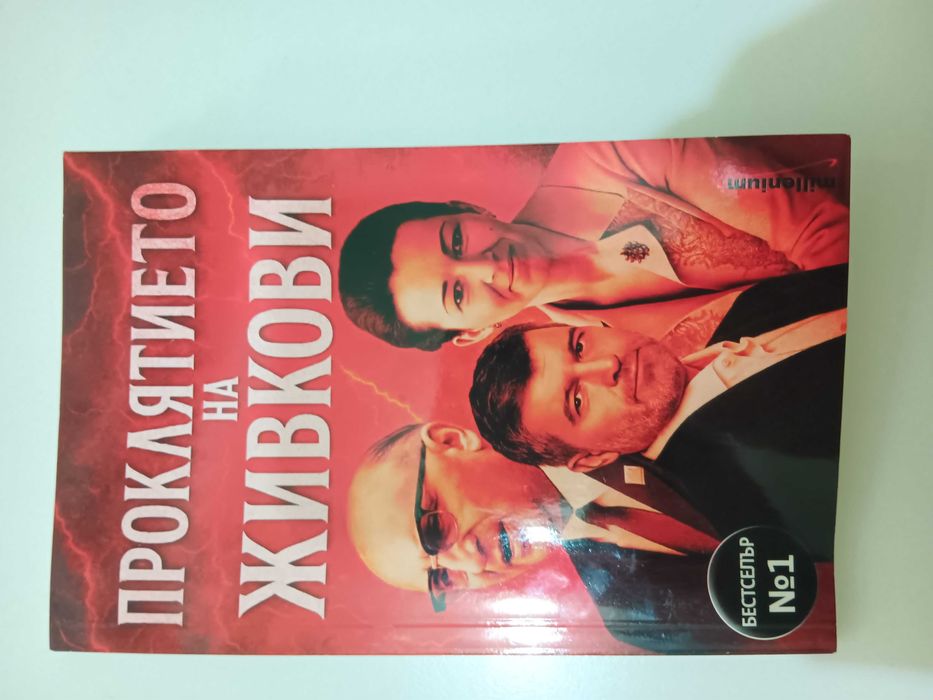 ПРОКЛЯТИЕТО
НА
ЖИВКОВИ
БЕСТСЕЛЪР
№1
millenium